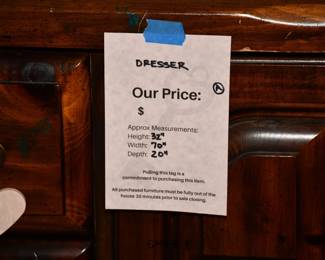 DRESSER
A
Our Price:
$
Approx Measurements:
Height: 32"
Width: 70"
Depth: 20"
Pulling this tag is a
commitment to purchasing this item.
All purchased furniture must be fully out of the
house 30 minutes prior to sale closing.